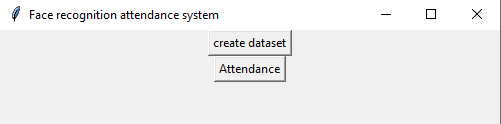 Face recognition attendance system
create dataset
Attendance